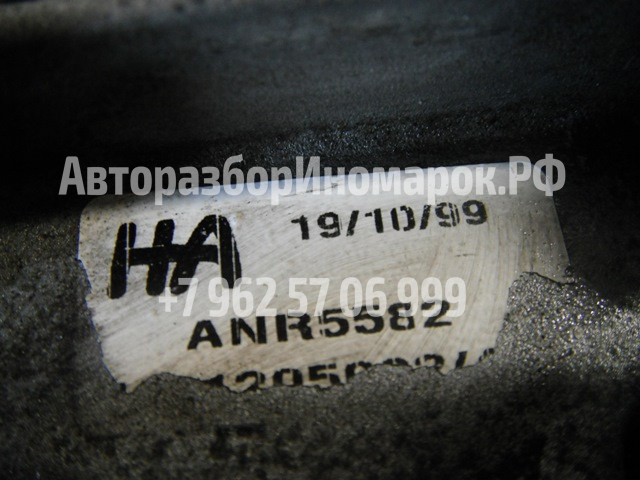 АвторазборИномарок.РФ
HA 19/10/99
+7 962 57 06 999
ANR5582